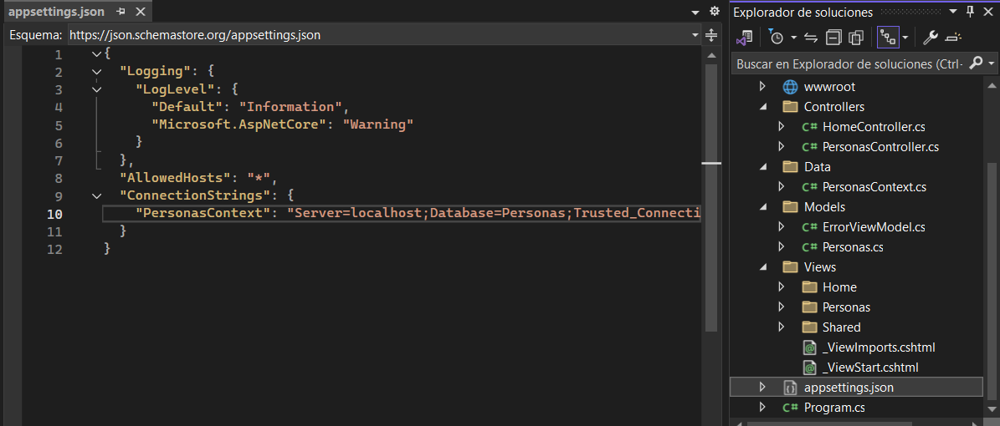 appsettings.json
Esquema: https://json.schemastore.org/appsettings.json
1 {
2 "Logging": {
3 "LogLevel": {
4 "Default": "Information",
5 "Microsoft.AspNetCore": "Warning"
6 }
7 },
8 "AllowedHosts": "*",
9 "ConnectionStrings": {
10 "PersonasContext": "Server=localhost;Database=Personas;Trusted_Connecti
11 }
12 }
Explorador de soluciones
Buscar en Explorador de soluciones (Ctrl-
wwwroot
Controllers
C# HomeController.cs
C# PersonasController.cs
Data
C# PersonasContext.cs
Models
C# ErrorViewModel.cs
C# Personas.cs
Views
Home
Personas
Shared
_ViewImports.cshtml
_ViewStart.cshtml
appsettings.json
C# Program.cs